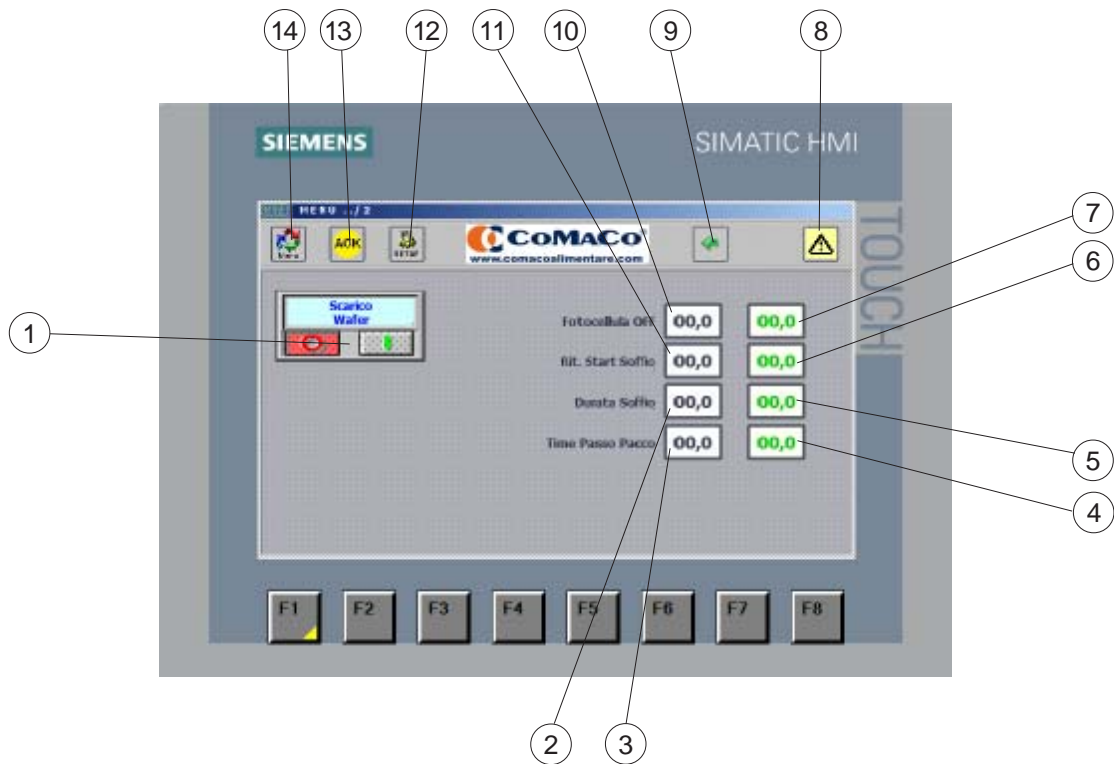 14 13 12 11 10 9 8
SIEMENS SIMATIC HMI
MENU ../2
Menu ACK SETUP CoMaCo
www.comacoalimentare.com
TOUCH
7
6
Scarico
Wafer
1
Fotocellula Off 00,0 00,0
Rit. Start Soffio 00,0 00,0
Durata Soffio 00,0 00,0
Time Passo Pacco 00,0 00,0
5
4
F1 F2 F3 F4 F5 F6 F7 F8
2 3